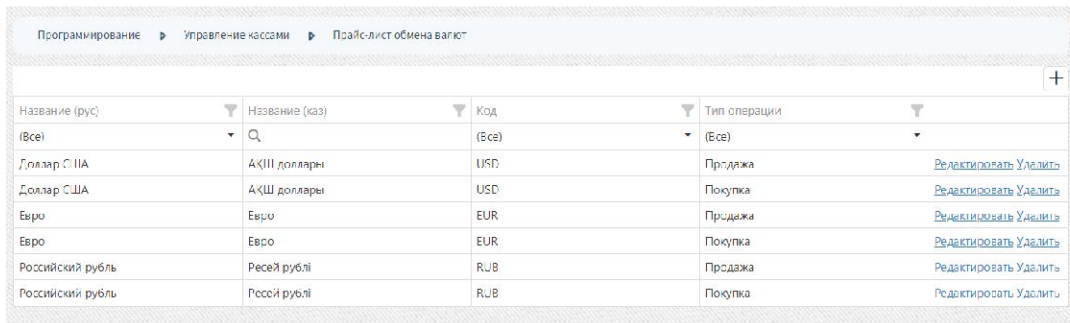 Программирование Управление кассами Прайс-лист обмена валют
+
Название (рус) Название (каз) Код Тип операции
(Все) (Все) (Все)
Доллар США АҚШ доллары USD Продажа Редактировать Удалить
Доллар США АҚШ доллары USD Покупка Редактировать Удалить
Евро Евро EUR Продажа Редактировать Удалить
Евро Евро EUR Покупка Редактировать Удалить
Российский рубль Ресей рублі RUB Продажа Редактировать Удалить
Российский рубль Ресей рублі RUB Покупка Редактировать Удалить